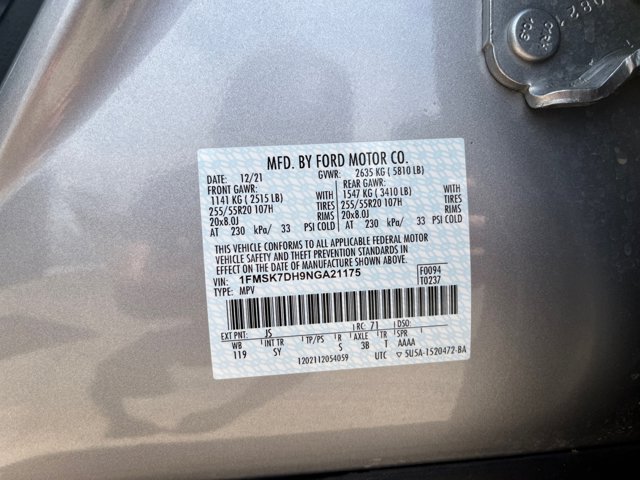 MFD. BY FORD MOTOR CO.
DATE: 12/21 GVWR: 2635 KG ( 5810 LB)
FRONT GAWR: REAR GAWR:
1141 KG ( 2515 LB) WITH 1547 KG ( 3410 LB) WITH
255/55R20 107H TIRES 255/55R20 107H TIRES
20x8.0J RIMS 20x8.0J RIMS
AT 230 kPa/ 33 PSI COLD AT 230 kPa/ 33 PSI COLD
THIS VEHICLE CONFORMS TO ALL APPLICABLE FEDERAL MOTOR
VEHICLE SAFETY AND THEFT PREVENTION STANDARDS IN
EFFECT ON THE DATE OF MANUFACTURE SHOWN ABOVE.
VIN: 1FMSK7DH9NGA21175 F0094
TYPE: MPV T0237
EXT PNT: JS RC: 71 DSO:
WB INT TR TP/PS R AXLE TR SPR
119 SY S 3B T AAAA
1202112054059 UTC ▽ 5U5A-1520472-BA